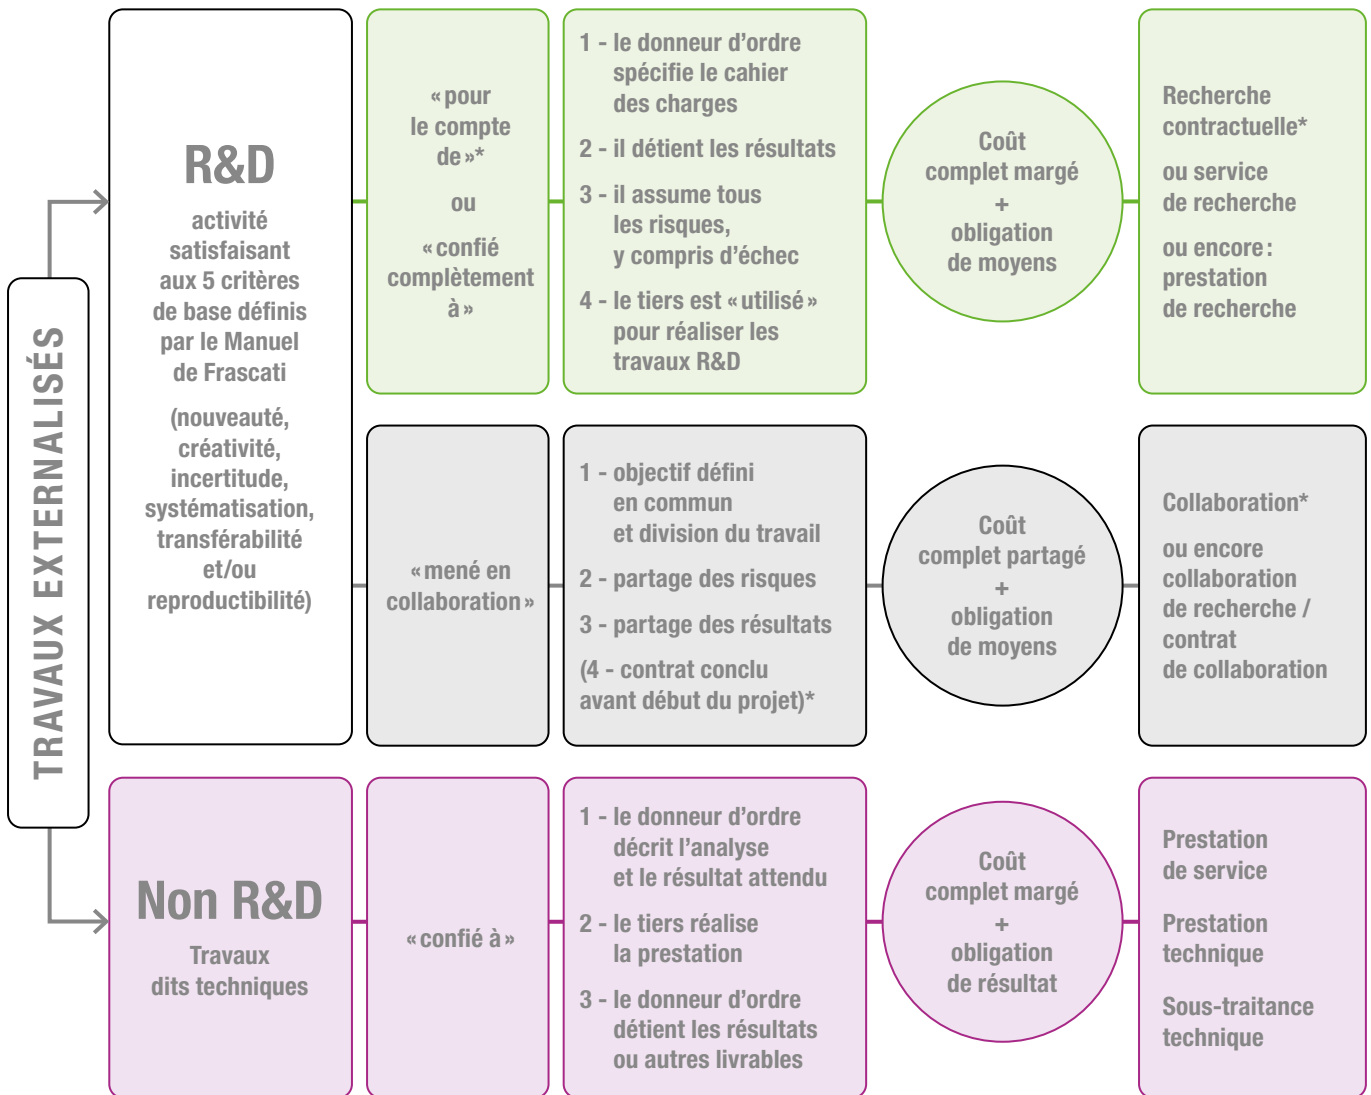 TRAVAUX EXTERNALISÉS
R&D
activité
satisfaisant
aux 5 critères
de base définis
par le Manuel
de Frascati
(nouveauté,
créativité,
incertitude,
systématisation,
transférabilité
et/ou
reproductibilité)
«pour
le compte
de»*
ou
«confié
complètement
à»
1 - le donneur d’ordre
spécifie le cahier
des charges
2 - il détient les résultats
3 - il assume tous
les risques,
y compris d’échec
4 - le tiers est «utilisé»
pour réaliser les
travaux R&D
Coût
complet margé
+
obligation
de moyens
Recherche
contractuelle*
ou service
de recherche
ou encore:
prestation
de recherche
«mené en
collaboration»
1 - objectif défini
en commun
et division du travail
2 - partage des risques
3 - partage des résultats
(4 - contrat conclu
avant début du projet)*
Coût
complet partagé
+
obligation
de moyens
Collaboration*
ou encore
collaboration
de recherche /
contrat
de collaboration
Non R&D
Travaux
dits techniques
«confié à»
1 - le donneur d’ordre
décrit l’analyse
et le résultat attendu
2 - le tiers réalise
la prestation
3 - le donneur d’ordre
détient les résultats
ou autres livrables
Coût
complet margé
+
obligation
de résultat
Prestation
de service
Prestation
technique
Sous-traitance
technique